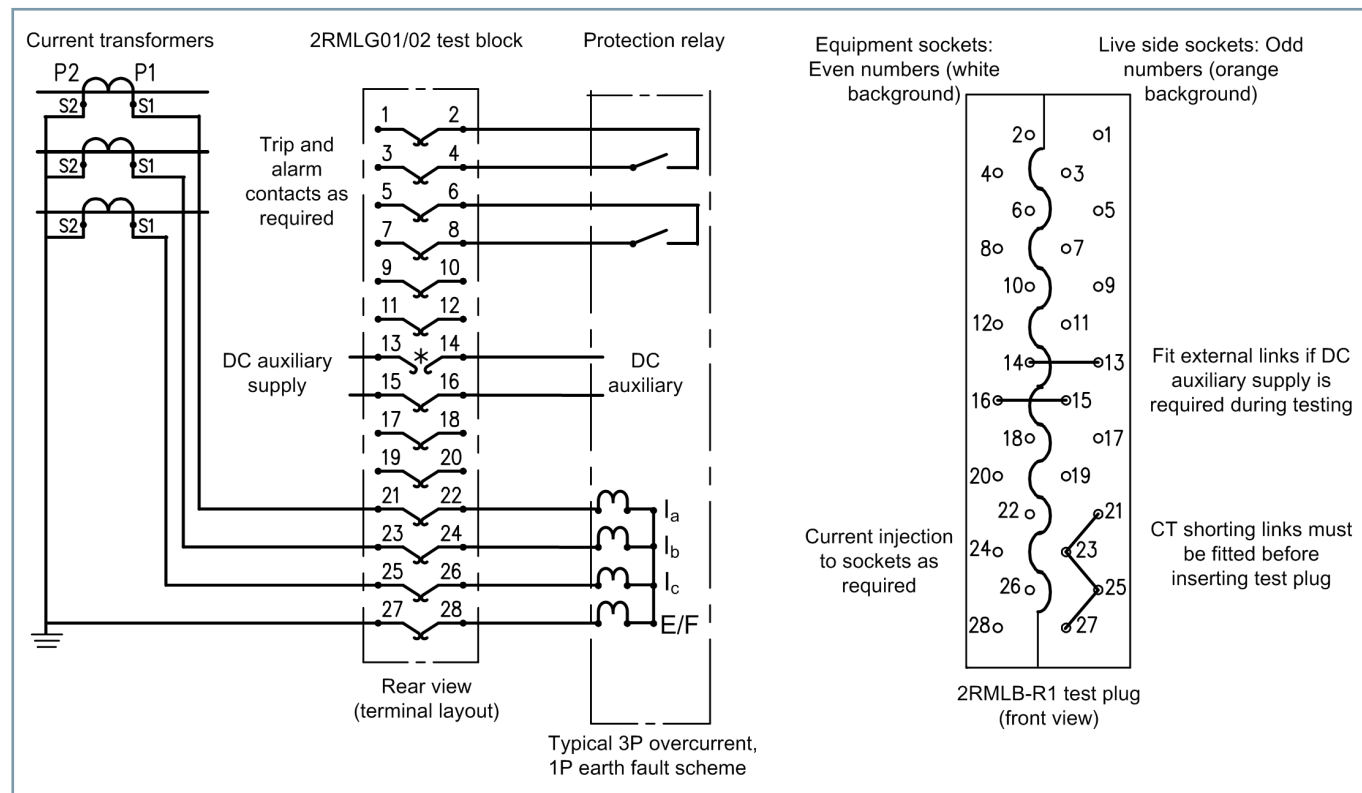 Current transformers
2RMLG01/02 test block
Protection relay
P2 P1
S2 S1
S2 S1
S2 S1
Trip and
alarm
contacts as
required
DC auxiliary
supply
1 2
3 4
5 6
7 8
9 10
11 12
13 * 14
15 16
17 18
19 20
21 22
23 24
25 26
27 28
DC
auxiliary
Ia
Ib
Ic
E/F
Rear view
(terminal layout)
Typical 3P overcurrent,
1P earth fault scheme
Equipment sockets:
Even numbers (white
background)
Live side sockets: Odd
numbers (orange
background)
2 1
4 3
6 5
8 7
10 9
12 11
14 13
16 15
18 17
20 19
22 21
24 23
26 25
28 27
Fit external links if DC
auxiliary supply is
required during testing
Current injection
to sockets as
required
CT shorting links must
be fitted before
inserting test plug
2RMLB-R1 test plug
(front view)